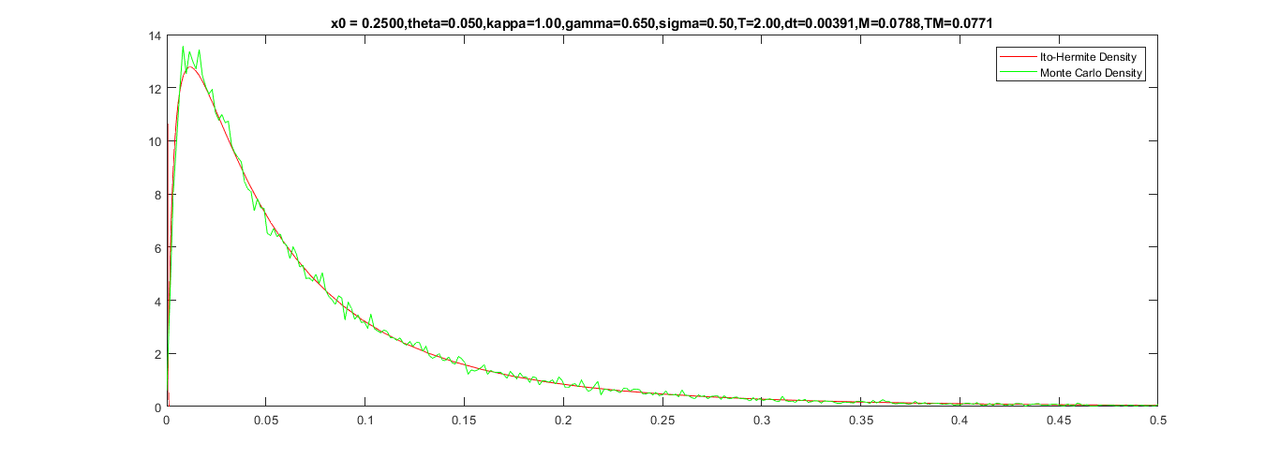 x0 = 0.2500,theta=0.050,kappa=1.00,gamma=0.650,sigma=0.50,T=2.00,dt=0.00391,M=0.0788,TM=0.0771
Ito-Hermite Density
Monte Carlo Density
14
12
10
8
6
4
2
0
0 0.05 0.1 0.15 0.2 0.25 0.3 0.35 0.4 0.45 0.5